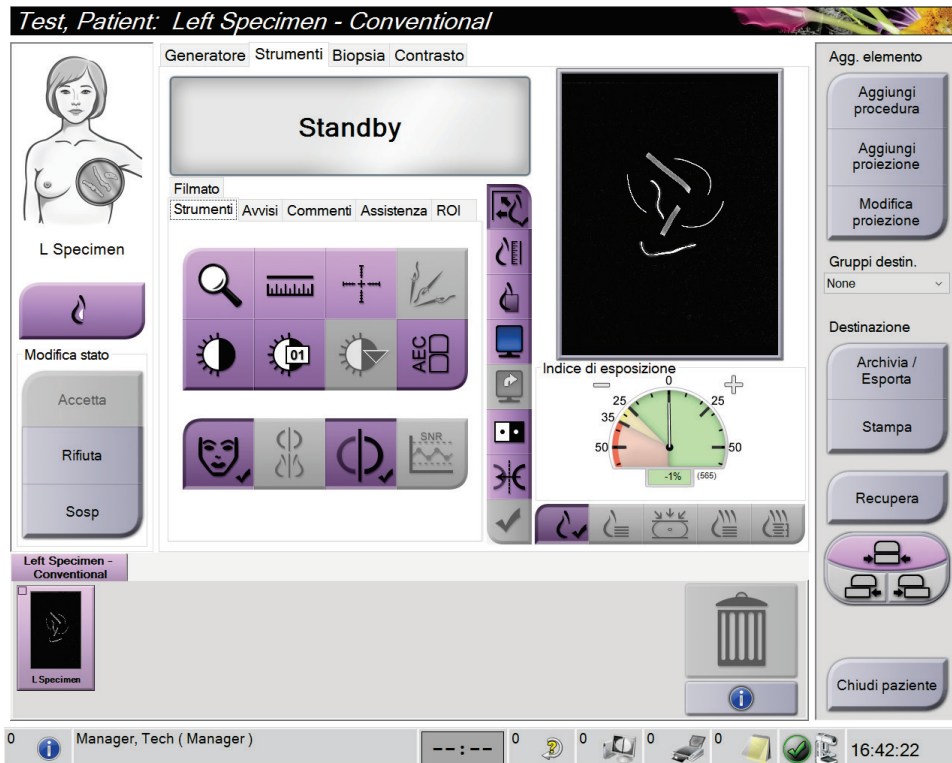 Test, Patient: Left Specimen - Conventional
Generatore Strumenti Biopsia Contrasto
Standby
Filmato
Strumenti Avvisi Commenti Assistenza ROI
01
AEC
SNR
L Specimen
Modifica stato
Accetta
Rifiuta
Sosp
Indice di esposizione
0
25 25
35
50 50
-1% (565)
Agg. elemento
Aggiungi
procedura
Aggiungi
proiezione
Modifica
proiezione
Gruppi destin.
None
Destinazione
Archivia /
Esporta
Stampa
Recupera
Chiudi paziente
Left Specimen -
Conventional
L Specimen
0 Manager, Tech ( Manager ) --:-- 0 0 0 0 16:42:22